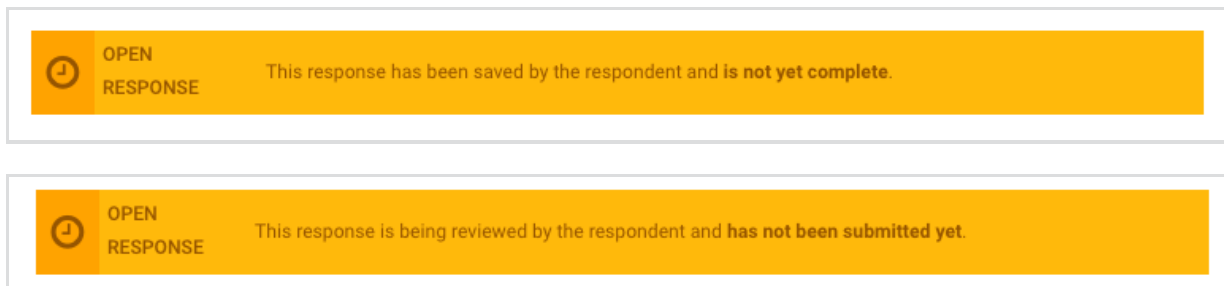 OPEN
RESPONSE
This response has been saved by the respondent and is not yet complete.
OPEN
RESPONSE
This response is being reviewed by the respondent and has not been submitted yet.